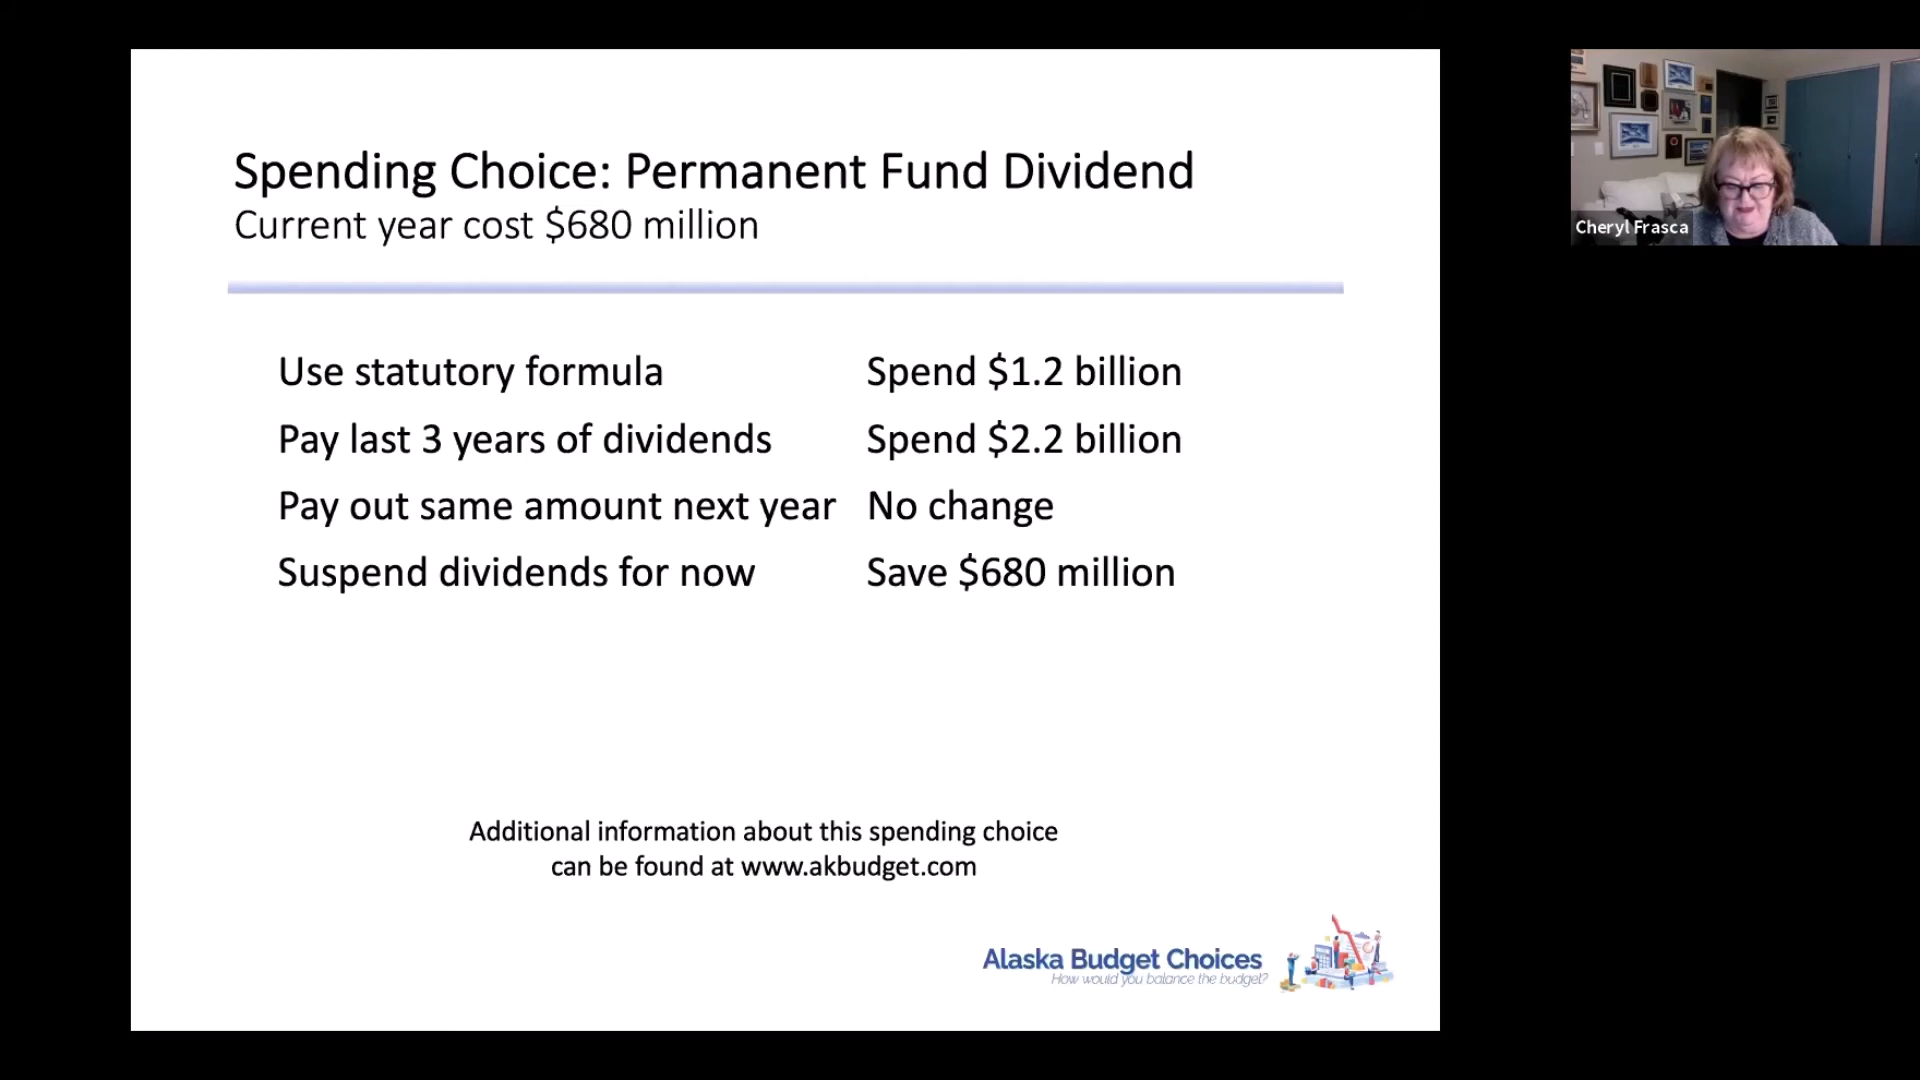 Spending Choice: Permanent Fund Dividend
Current year cost $680 million
Use statutory formula Spend $1.2 billion
Pay last 3 years of dividends Spend $2.2 billion
Pay out same amount next year No change
Suspend dividends for now Save $680 million
Additional information about this spending choice
can be found at www.akbudget.com
Alaska Budget Choices
How would you balance the budget?
Cheryl Frasca